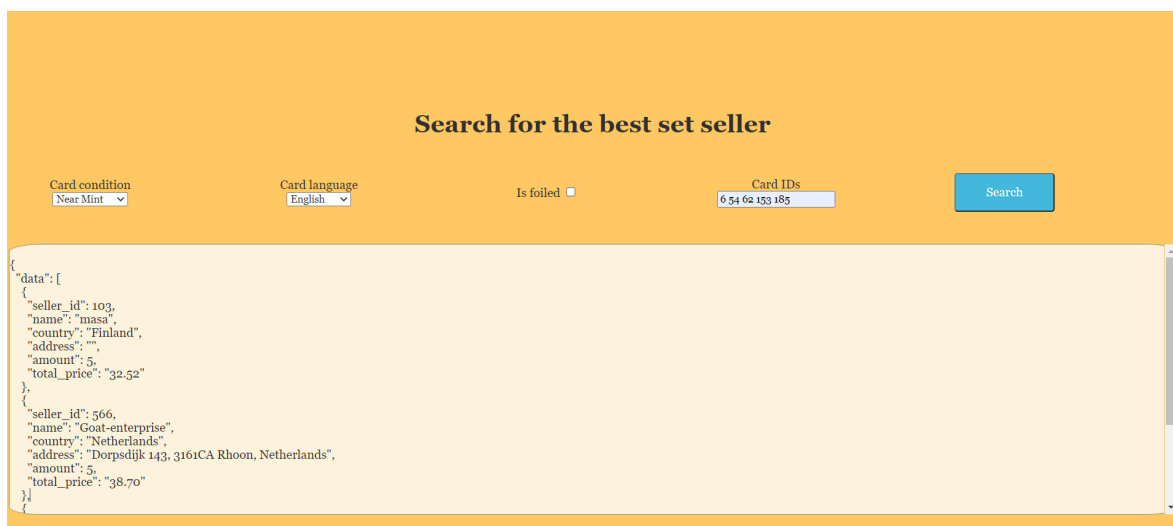 Search for the best set seller
Card condition
Near Mint
Card language
English
Is foiled
Card IDs
6 54 62 153 185
Search
{
"data": [
{
"seller_id": 103,
"name": "masa",
"country": "Finland",
"address": "",
"amount": 5,
"total_price": "32.52"
},
{
"seller_id": 566,
"name": "Goat-enterprise",
"country": "Netherlands",
"address": "Dorpsdijk 143, 3161CA Rhoon, Netherlands",
"amount": 5,
"total_price": "38.70"
},
{